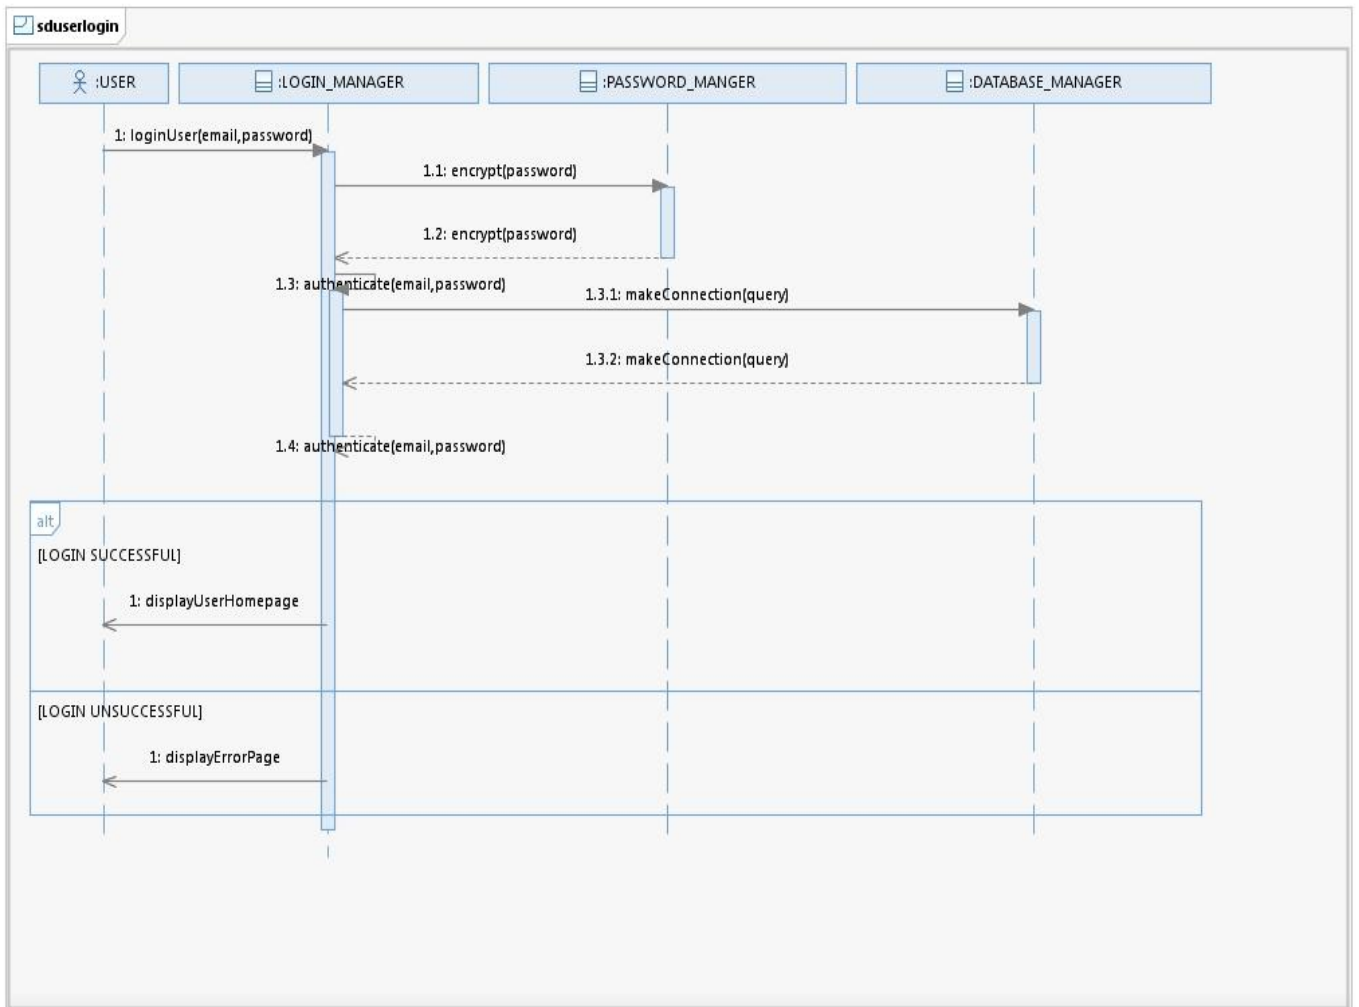 sduserlogin
:USER
:LOGIN_MANAGER
:PASSWORD_MANGER
:DATABASE_MANAGER
1: loginUser(email,password)
1.1: encrypt(password)
1.2: encrypt(password)
1.3: authenticate(email,password)
1.3.1: makeConnection(query)
1.3.2: makeConnection(query)
1.4: authenticate(email,password)
alt
[LOGIN SUCCESSFUL]
1: displayUserHomepage
[LOGIN UNSUCCESSFUL]
1: displayErrorPage